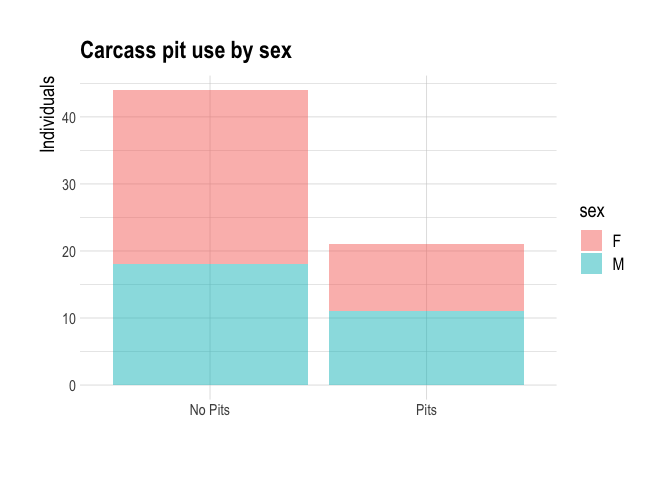 Carcass pit use by sex
Individuals
40
30
20
10
0
No Pits
Pits
sex
F
M